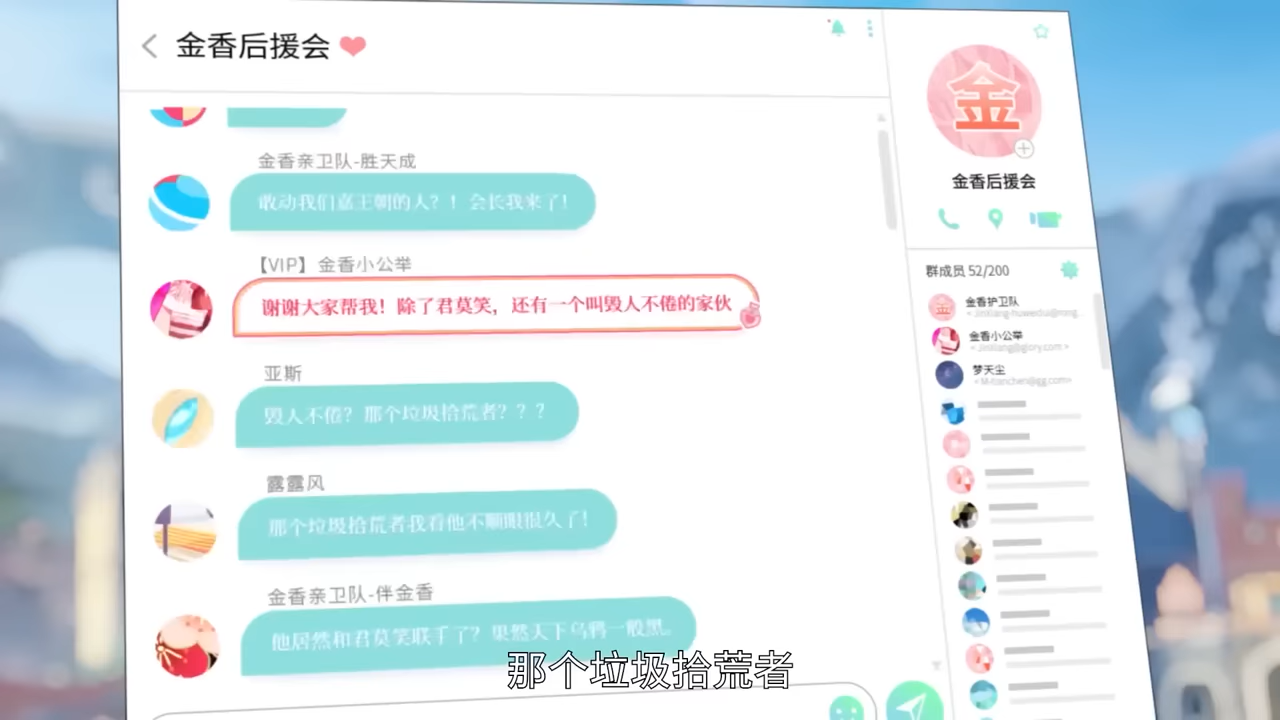 金香后援会
金香亲卫队-胜天成
敢动我们嘉王朝的人？！会长我来了！
【VIP】金香小公举
谢谢大家帮我！除了君莫笑，还有一个叫毁人不倦的家伙
亚斯
毁人不倦？那个垃圾拾荒者？？？
露露风
那个垃圾拾荒者我看他不顺眼很久了！
金香亲卫队-伴金香
他居然和君莫笑联手了？果然天下乌鸦一般黑。
那个垃圾拾荒者
金
金香后援会
群成员 52/200
金香护卫队
金香小公举
< Jinxiang@glory.com >
梦天尘
< M-tianchen@gg.com>